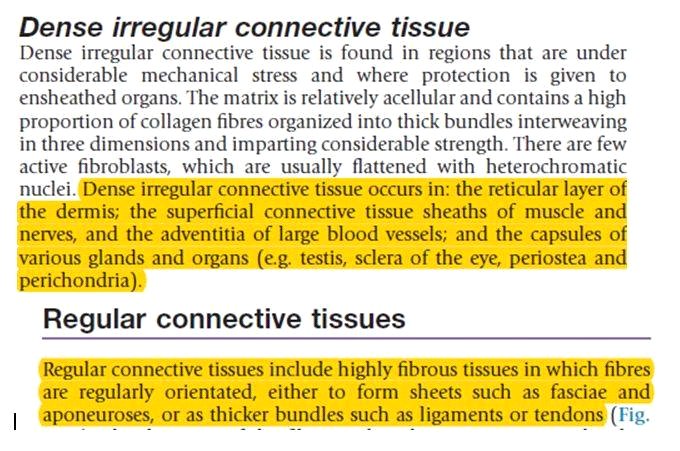 Dense irregular connective tissue
Dense irregular connective tissue is found in regions that are under
considerable mechanical stress and where protection is given to
ensheathed organs. The matrix is relatively acellular and contains a high
proportion of collagen fibres organized into thick bundles interweaving
in three dimensions and imparting considerable strength. There are few
active fibroblasts, which are usually flattened with heterochromatic
nuclei. Dense irregular connective tissue occurs in: the reticular layer of
the dermis; the superficial connective tissue sheaths of muscle and
nerves, and the adventitia of large blood vessels; and the capsules of
various glands and organs (e.g. testis, sclera of the eye, periostea and
perichondria).
Regular connective tissues
Regular connective tissues include highly fibrous tissues in which fibres
are regularly orientated, either to form sheets such as fasciae and
aponeuroses, or as thicker bundles such as ligaments or tendons (Fig.